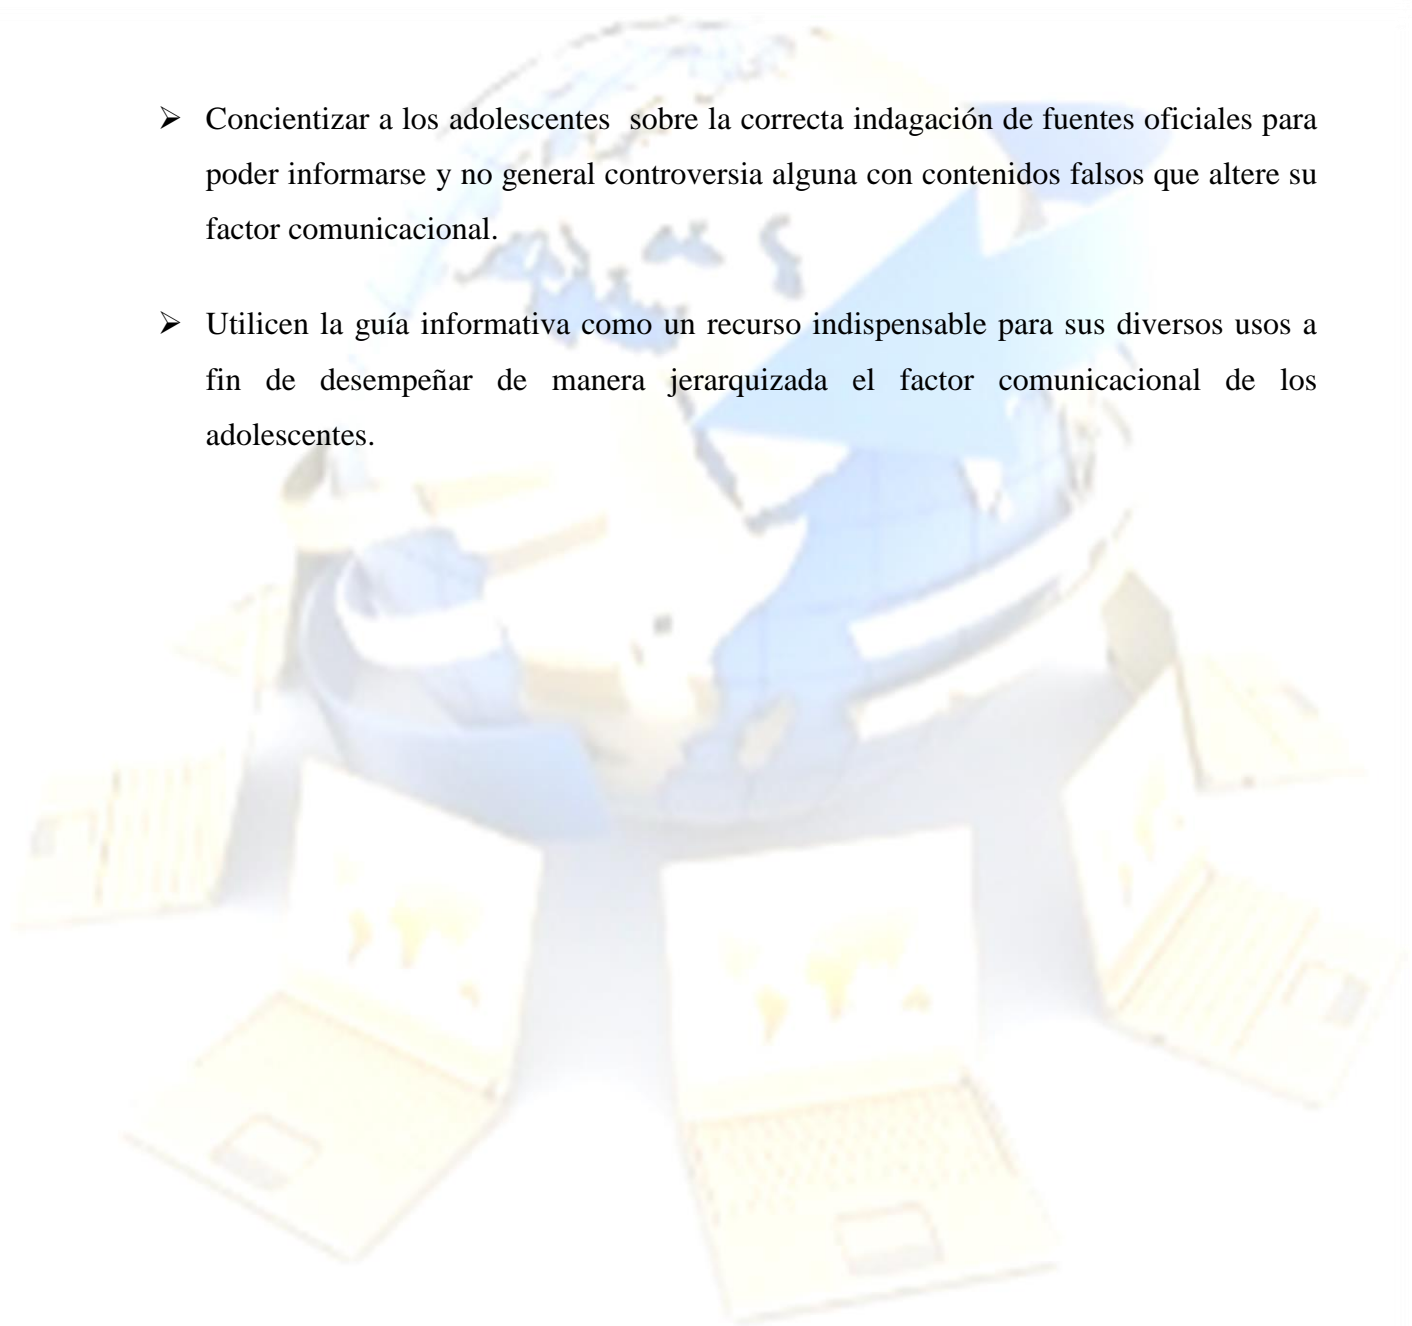 ➢ Concientizar a los adolescentes sobre la correcta indagación de fuentes oficiales para
poder informarse y no general controversia alguna con contenidos falsos que altere su
factor comunicacional.
➢ Utilicen la guía informativa como un recurso indispensable para sus diversos usos a
fin de desempeñar de manera jerarquizada el factor comunicacional de los
adolescentes.